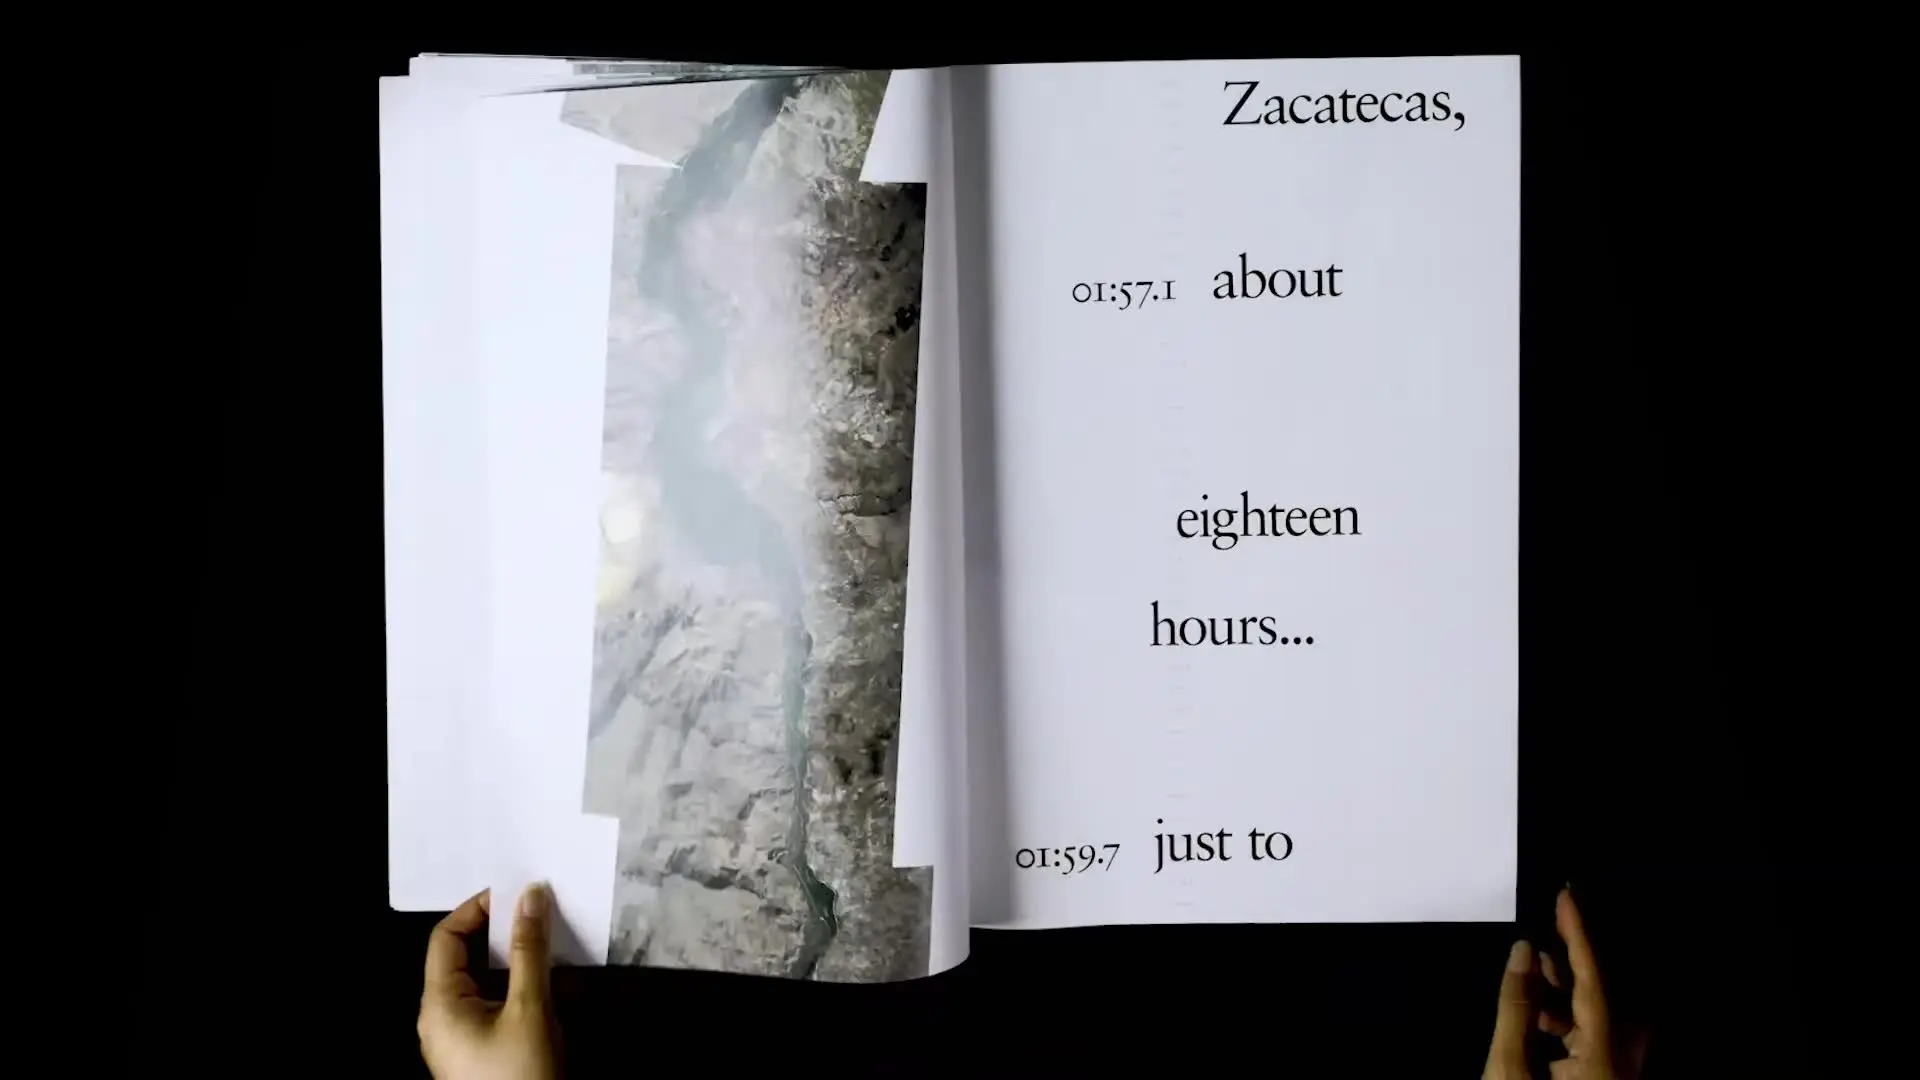 Zacatecas,
01:57.1 about
eighteen
hours...
01:59.7 just to